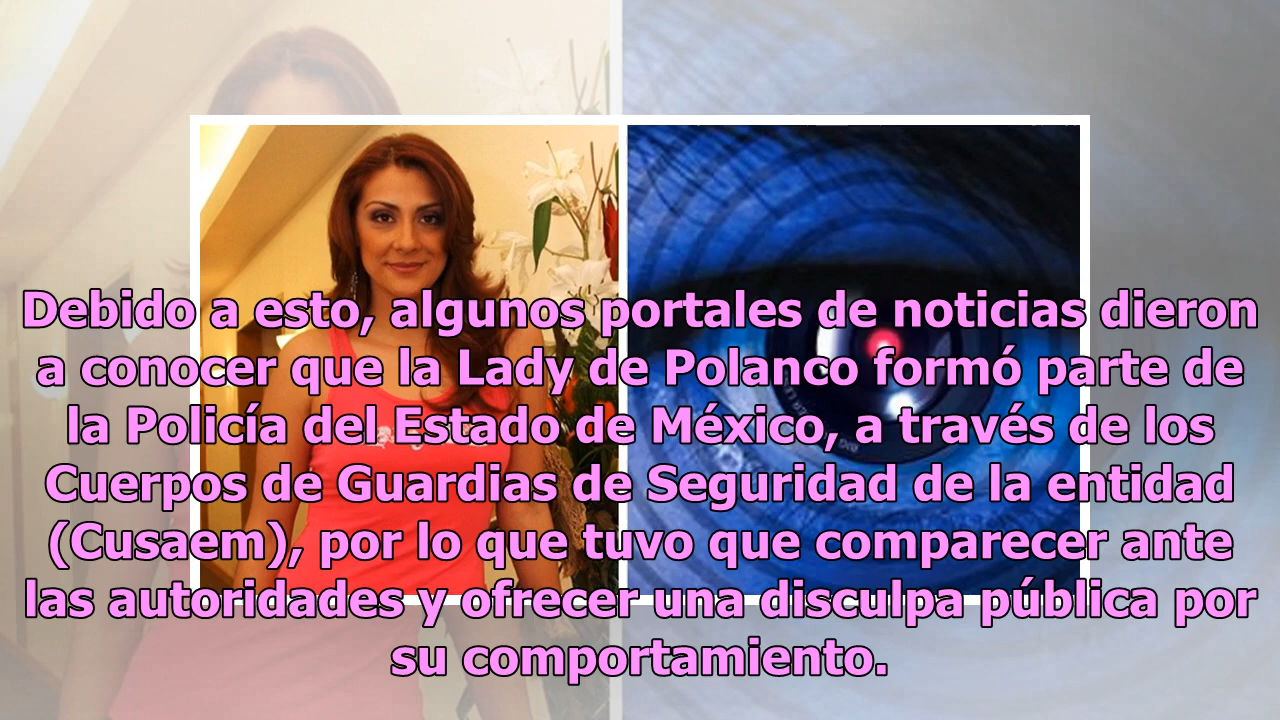 Debido a esto, algunos portales de noticias dieron
a conocer que la Lady de Polanco formó parte de
la Policía del Estado de México, a través de los
Cuerpos de Guardias de Seguridad de la entidad
(Cusaem), por lo que tuvo que comparecer ante
las autoridades y ofrecer una disculpa pública por
su comportamiento.